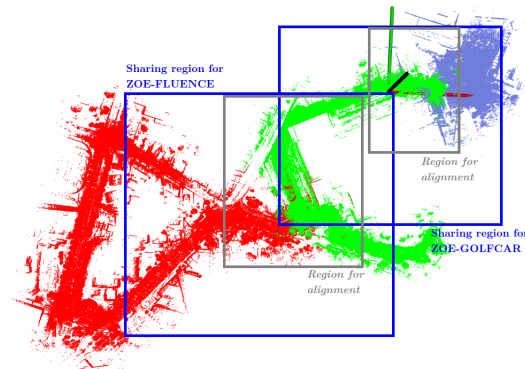 Sharing region for
ZOE-FLUENCE
Region for
alignment
Sharing region for
ZOE-GOLFCAR
Region for
alignment